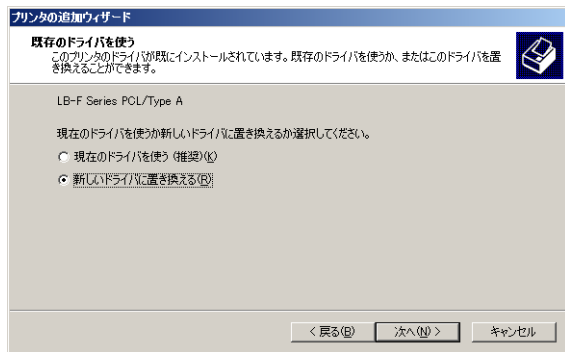 プリンタの追加ウィザード
既存のドライバを使う
このプリンタのドライバが既にインストールされています。既存のドライバを使うか、またはこのドライバを置
き換えることができます。
LB-F Series PCL/Type A
現在のドライバを使うか新しいドライバに置き換えるか選択してください。
現在のドライバを使う (推奨)(K)
新しいドライバに置き換える(R)
< 戻る(B)
次へ(N) >
キャンセル